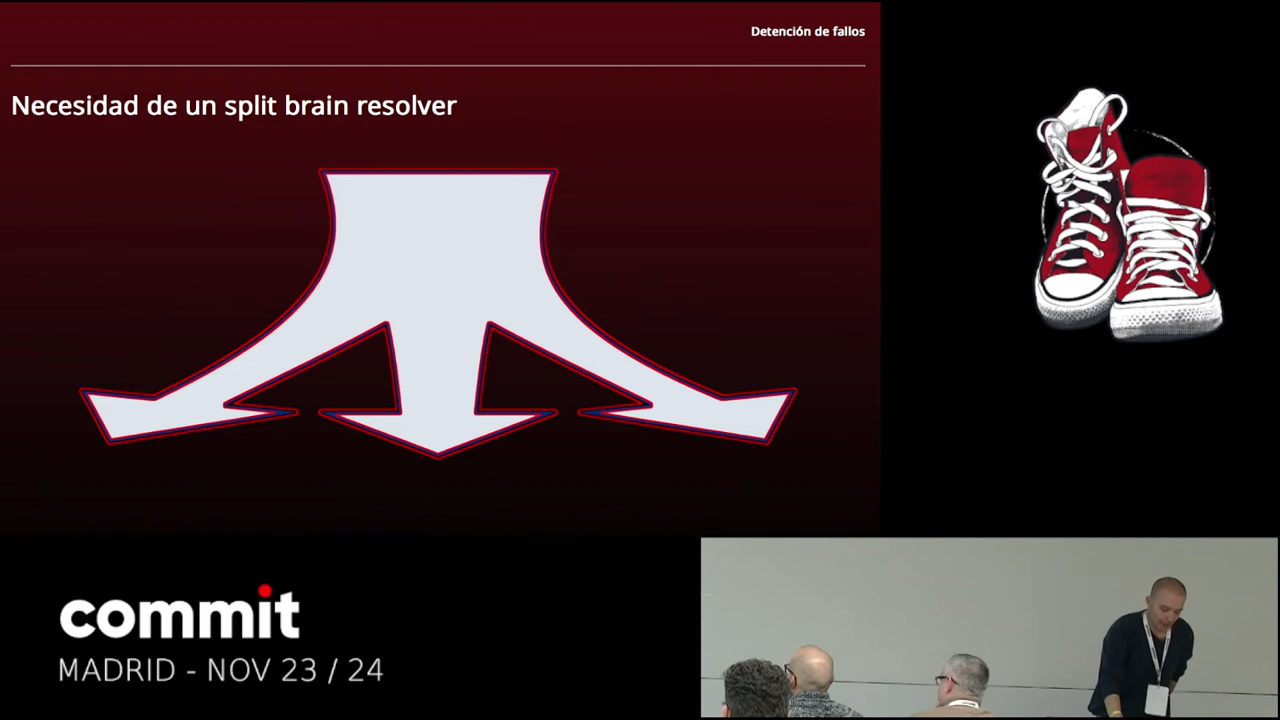 Detención de fallos
Necesidad de un split brain resolver
commit
MADRID - NOV 23 / 24